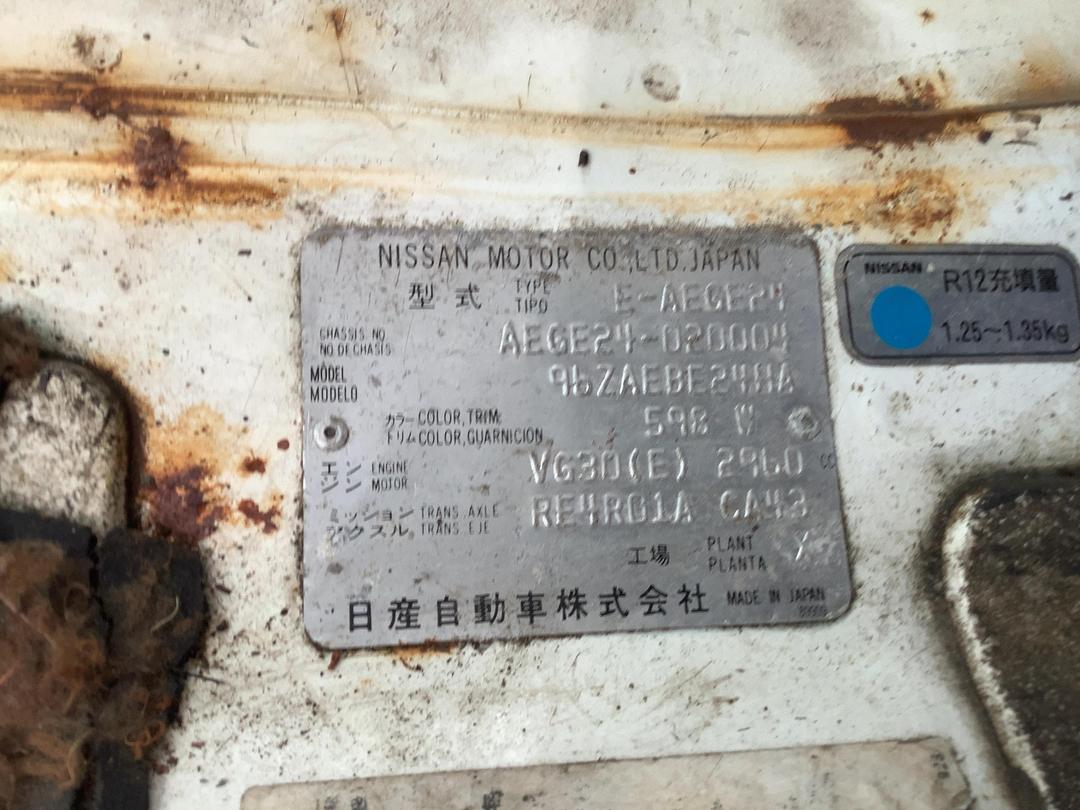 NISSAN MOTOR CO.,LTD.JAPAN
型式 TYPE TIPO E-AEGE24
CHASSIS.NO NO DE CHASIS AEGE24-020004
MODEL MODELO 96ZAEBE24HA
カラー COLOR,TRIM, トリム COLOR,GUARNICION 598 W
エンジン ENGINE MOTOR VG30(E) 2960 CC
ミッション アクスル TRANS.AXLE TRANS.EJE RE4R01A CA43
工場 PLANT PLANTA Y
日産自動車株式会社 MADE IN JAPAN
NISSAN
R12充填量
1.25~1.35kg